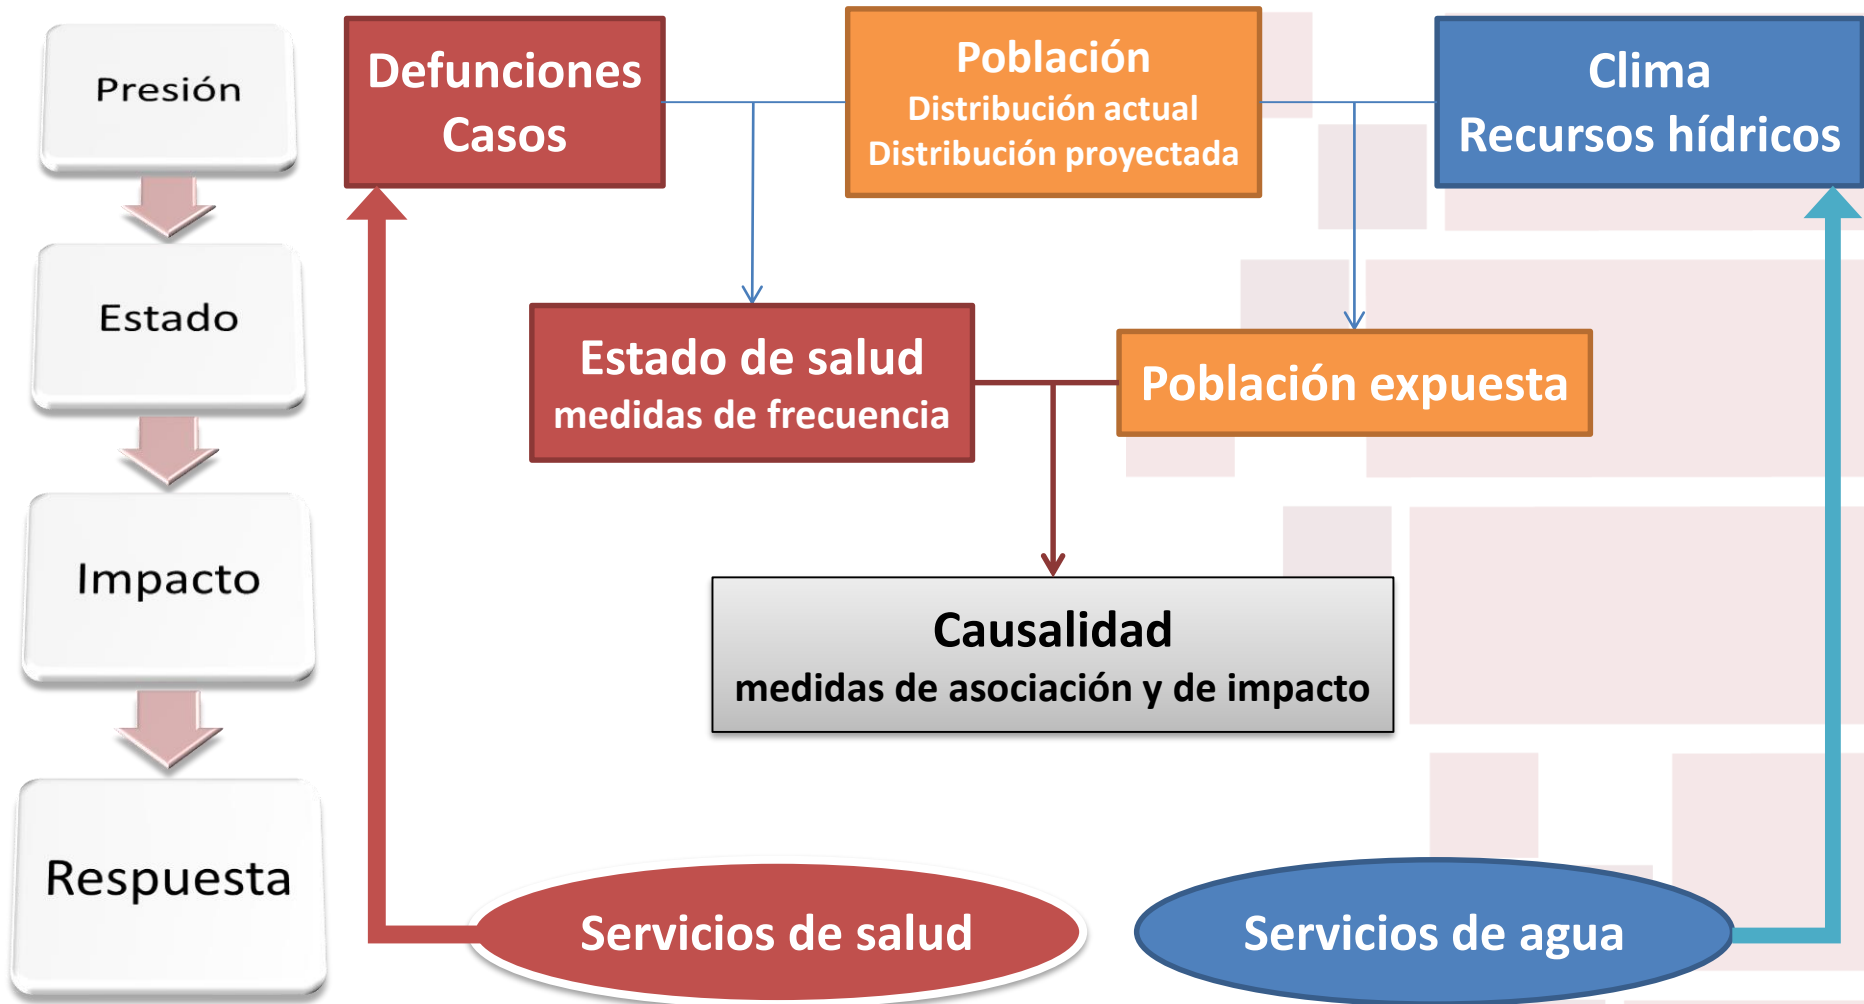 Presión
Estado
Impacto
Respuesta
Defunciones
Casos
Población
Distribución actual
Distribución proyectada
Clima
Recursos hídricos
Estado de salud
medidas de frecuencia
Población expuesta
Causalidad
medidas de asociación y de impacto
Servicios de salud
Servicios de agua